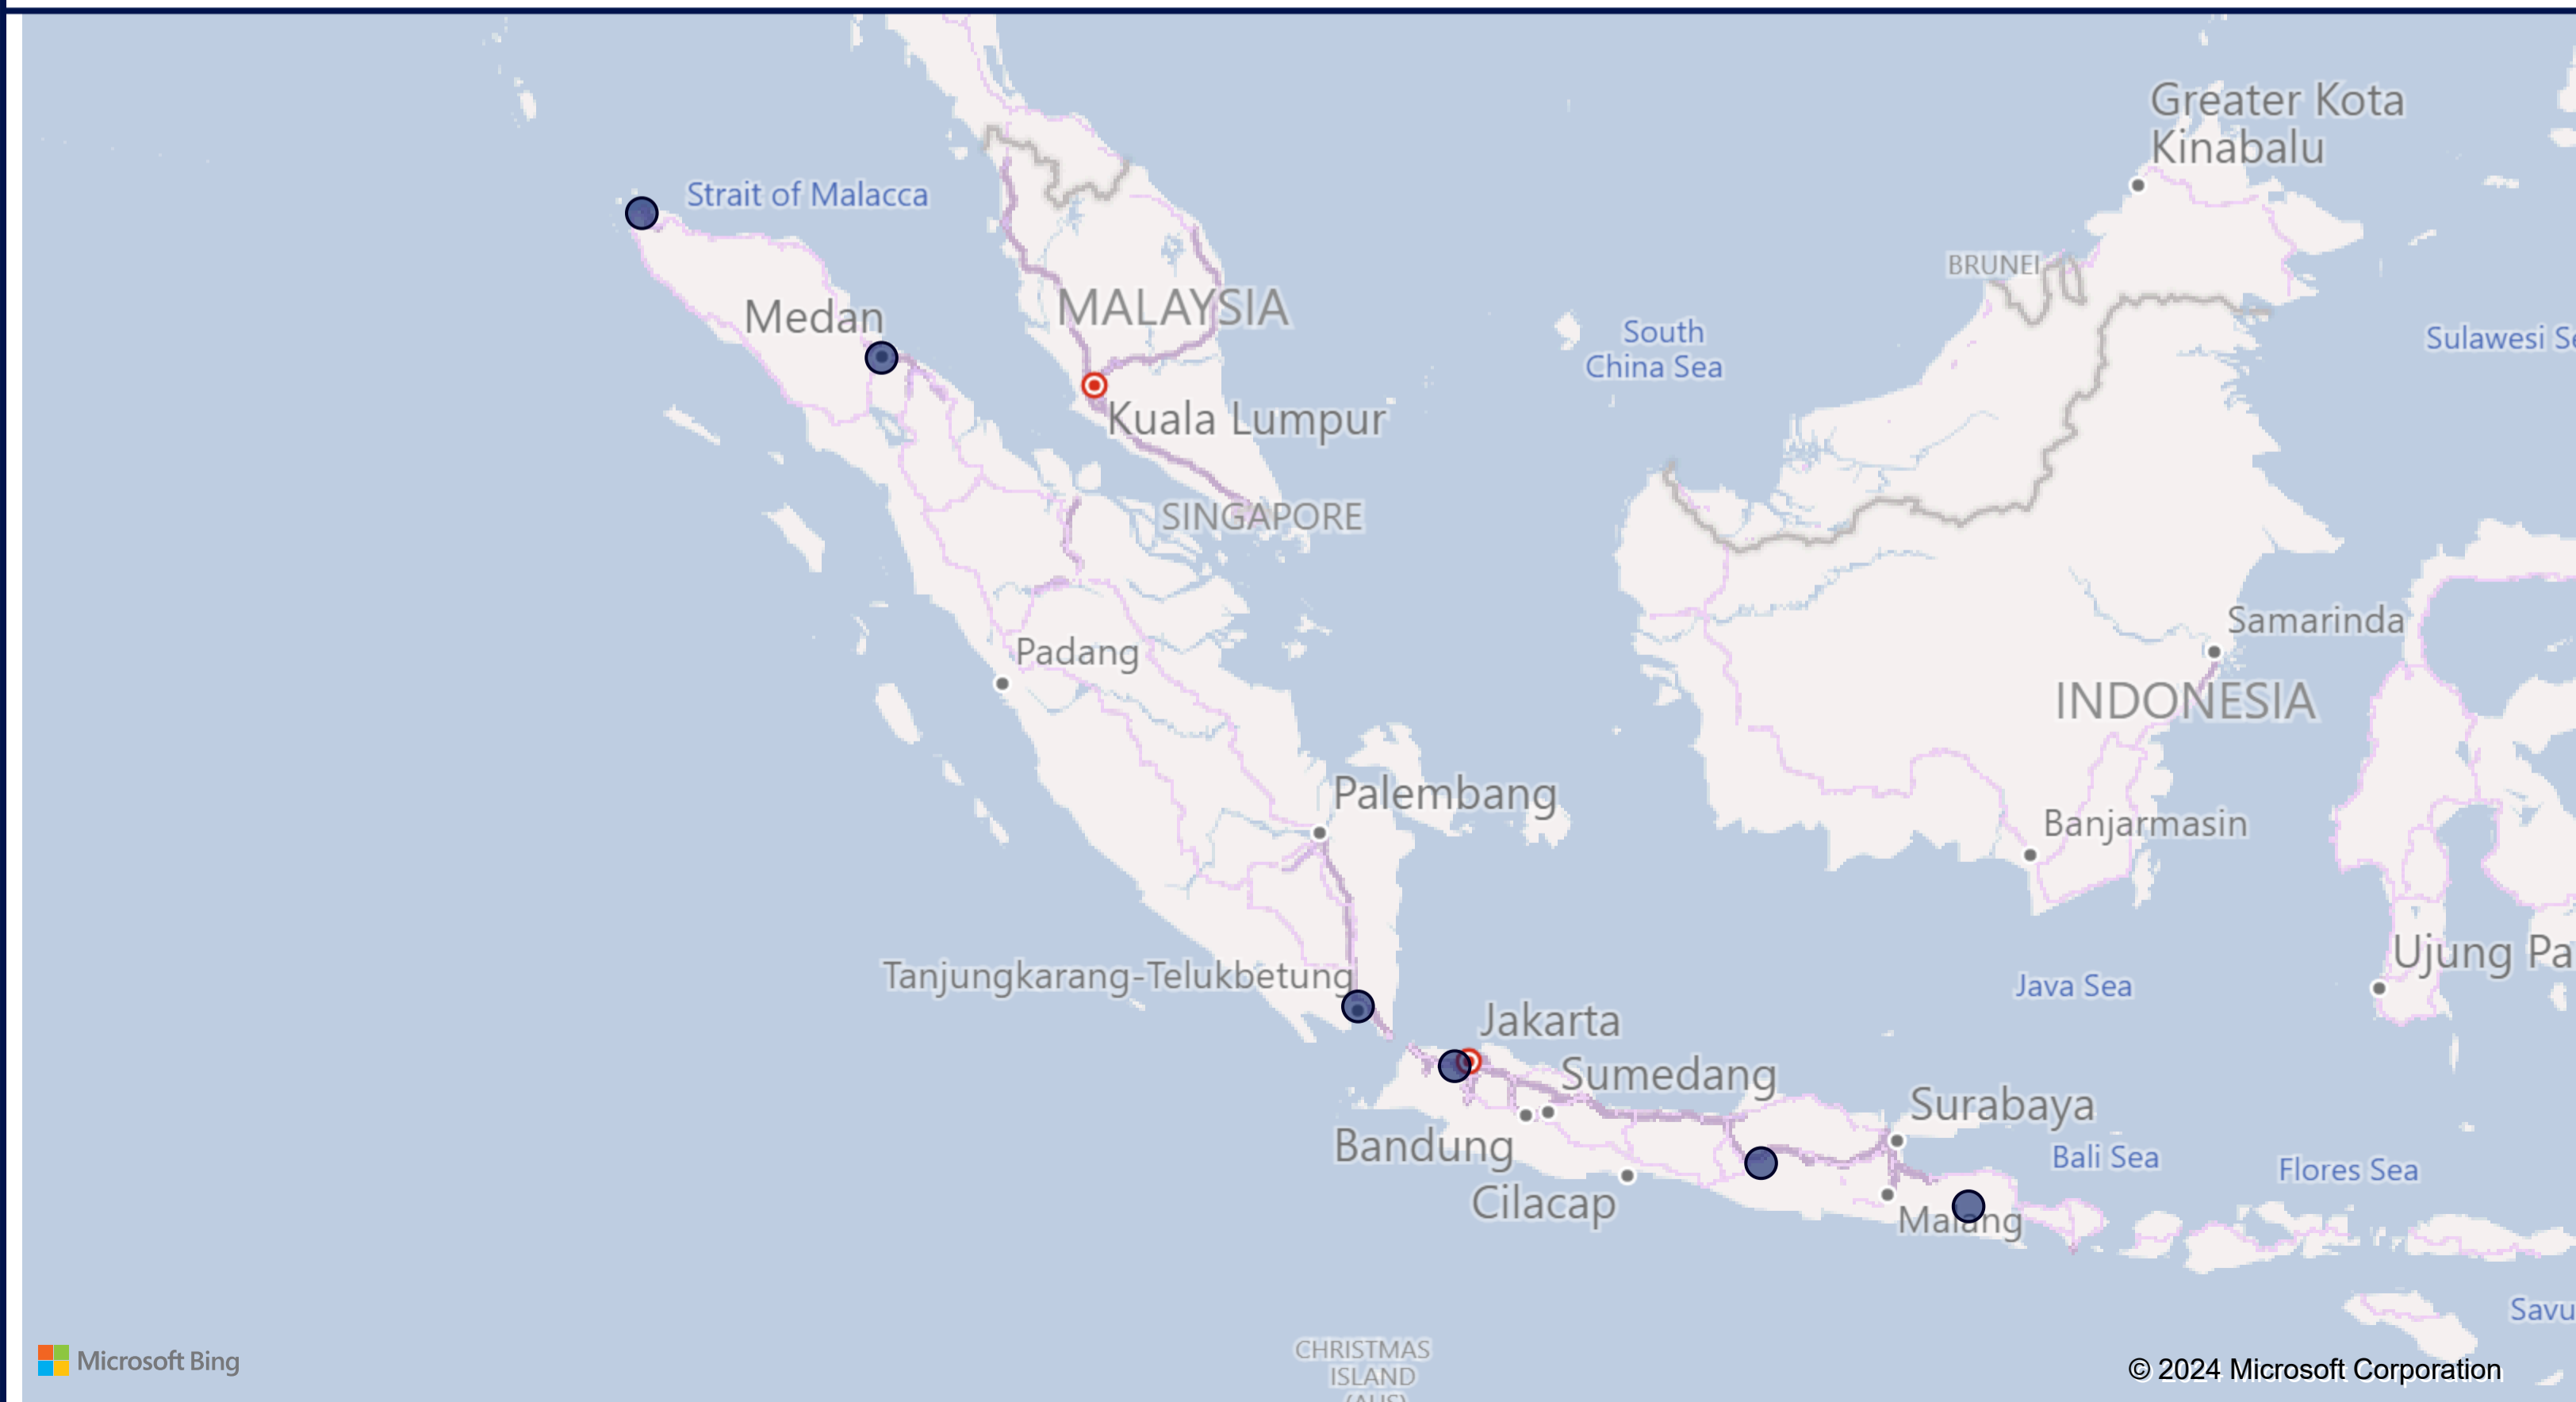 Greater Kota
Kinabalu
Strait of Malacca
BRUNEI
Medan
MALAYSIA
South
China Sea
Sulawesi Se
Kuala Lumpur
SINGAPORE
Samarinda
Padang
INDONESIA
Palembang
Banjarmasin
Ujung Pa
Tanjungkarang-Telukbetung
Java Sea
Jakarta
Sumedang
Surabaya
Bandung
Bali Sea
Flores Sea
Cilacap
Malang
Savu
CHRISTMAS
ISLAND
(AUS)
Microsoft Bing
© 2024 Microsoft Corporation